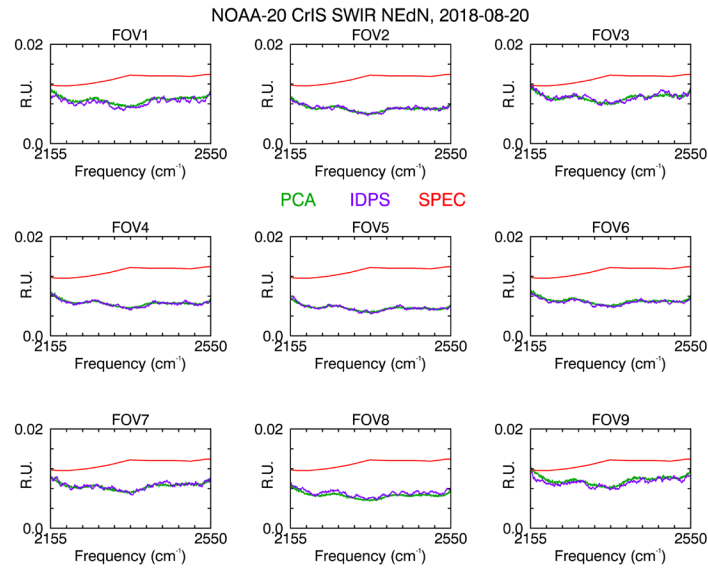 NOAA-20 CrIS SWIR NEdN, 2018-08-20
FOV1 FOV2 FOV3
0.02 0.02 0.02
R.U. R.U. R.U.
0.0 0.0 0.0
2155 2550 2155 2550 2155 2550
Frequency (cm⁻¹) Frequency (cm⁻¹) Frequency (cm⁻¹)
PCA IDPS SPEC
FOV4 FOV5 FOV6
0.02 0.02 0.02
R.U. R.U. R.U.
0.0 0.0 0.0
2155 2550 2155 2550 2155 2550
Frequency (cm⁻¹) Frequency (cm⁻¹) Frequency (cm⁻¹)
FOV7 FOV8 FOV9
0.02 0.02 0.02
R.U. R.U. R.U.
0.0 0.0 0.0
2155 2550 2155 2550 2155 2550
Frequency (cm⁻¹) Frequency (cm⁻¹) Frequency (cm⁻¹)